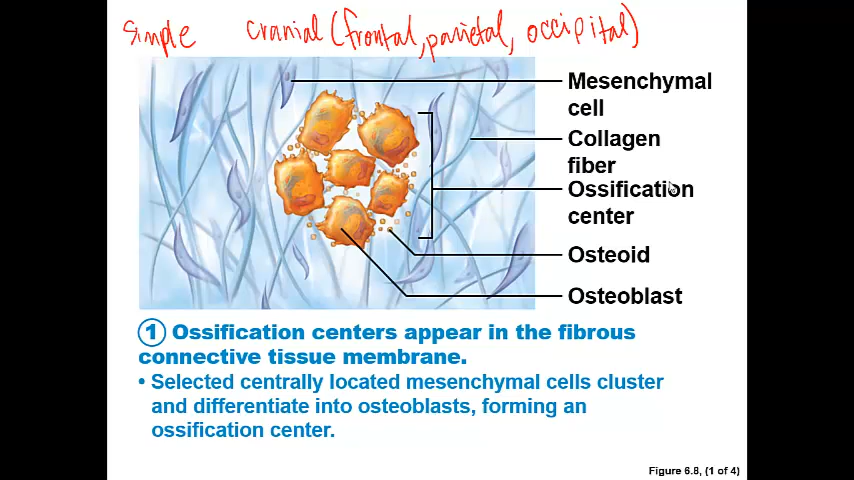 Simple cranial (frontal, parietal, occipital)
Mesenchymal
cell
Collagen
fiber
Ossification
center
Osteoid
Osteoblast
1 Ossification centers appear in the fibrous
connective tissue membrane.
• Selected centrally located mesenchymal cells cluster
and differentiate into osteoblasts, forming an
ossification center.
Figure 6.8, (1 of 4)